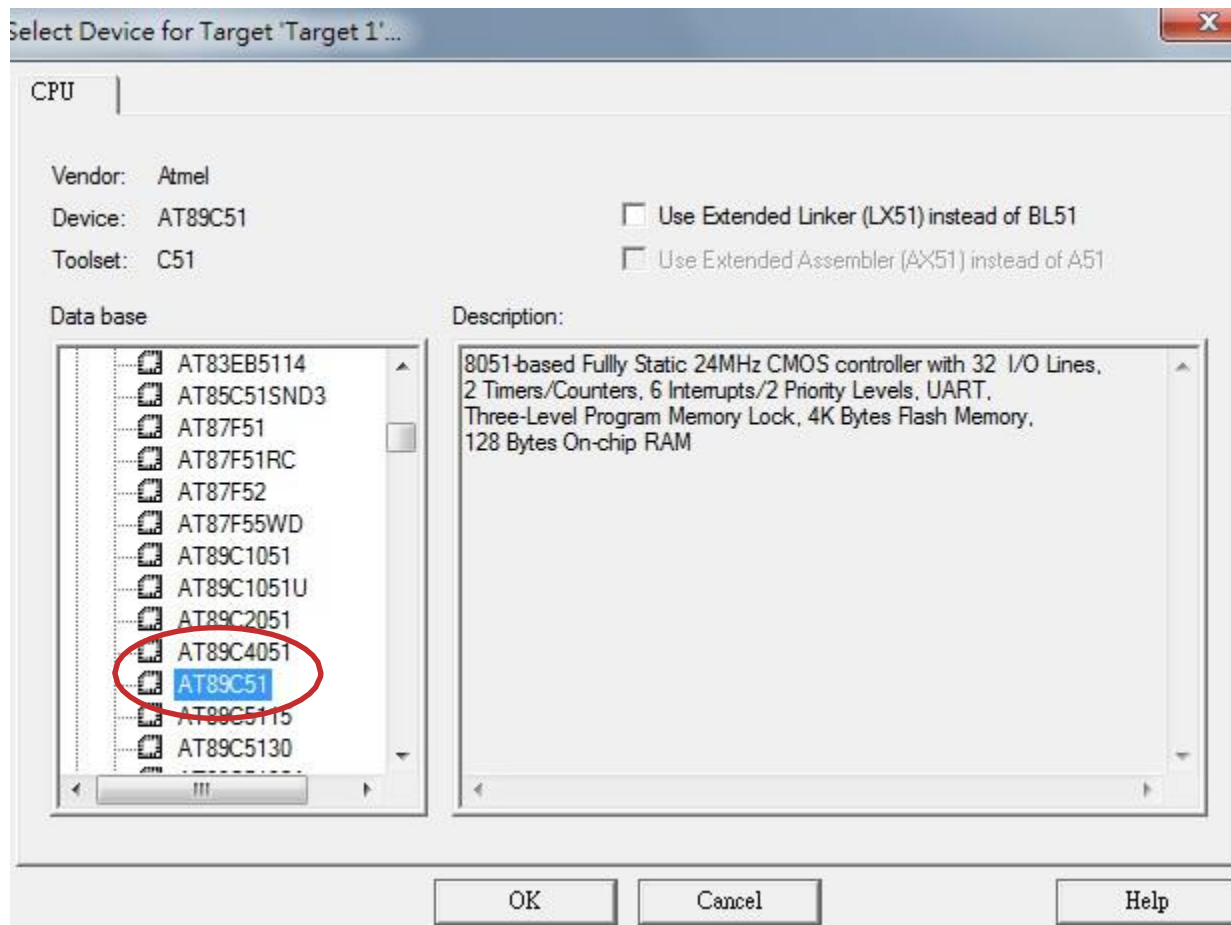 Select Device for Target 'Target 1'...
CPU
Vendor: Atmel
Device: AT89C51
Toolset: C51
Use Extended Linker (LX51) instead of BL51
Use Extended Assembler (AX51) instead of A51
Data base
AT83EB5114
AT85C51SND3
AT87F51
AT87F51RC
AT87F52
AT87F55WD
AT89C1051
AT89C1051U
AT89C2051
AT89C4051
AT89C51
AT89C5115
AT89C5130
Description:
8051-based Fullly Static 24MHz CMOS controller with 32 I/O Lines,
2 Timers/Counters, 6 Interrupts/2 Priority Levels, UART,
Three-Level Program Memory Lock, 4K Bytes Flash Memory,
128 Bytes On-chip RAM
OK
Cancel
Help